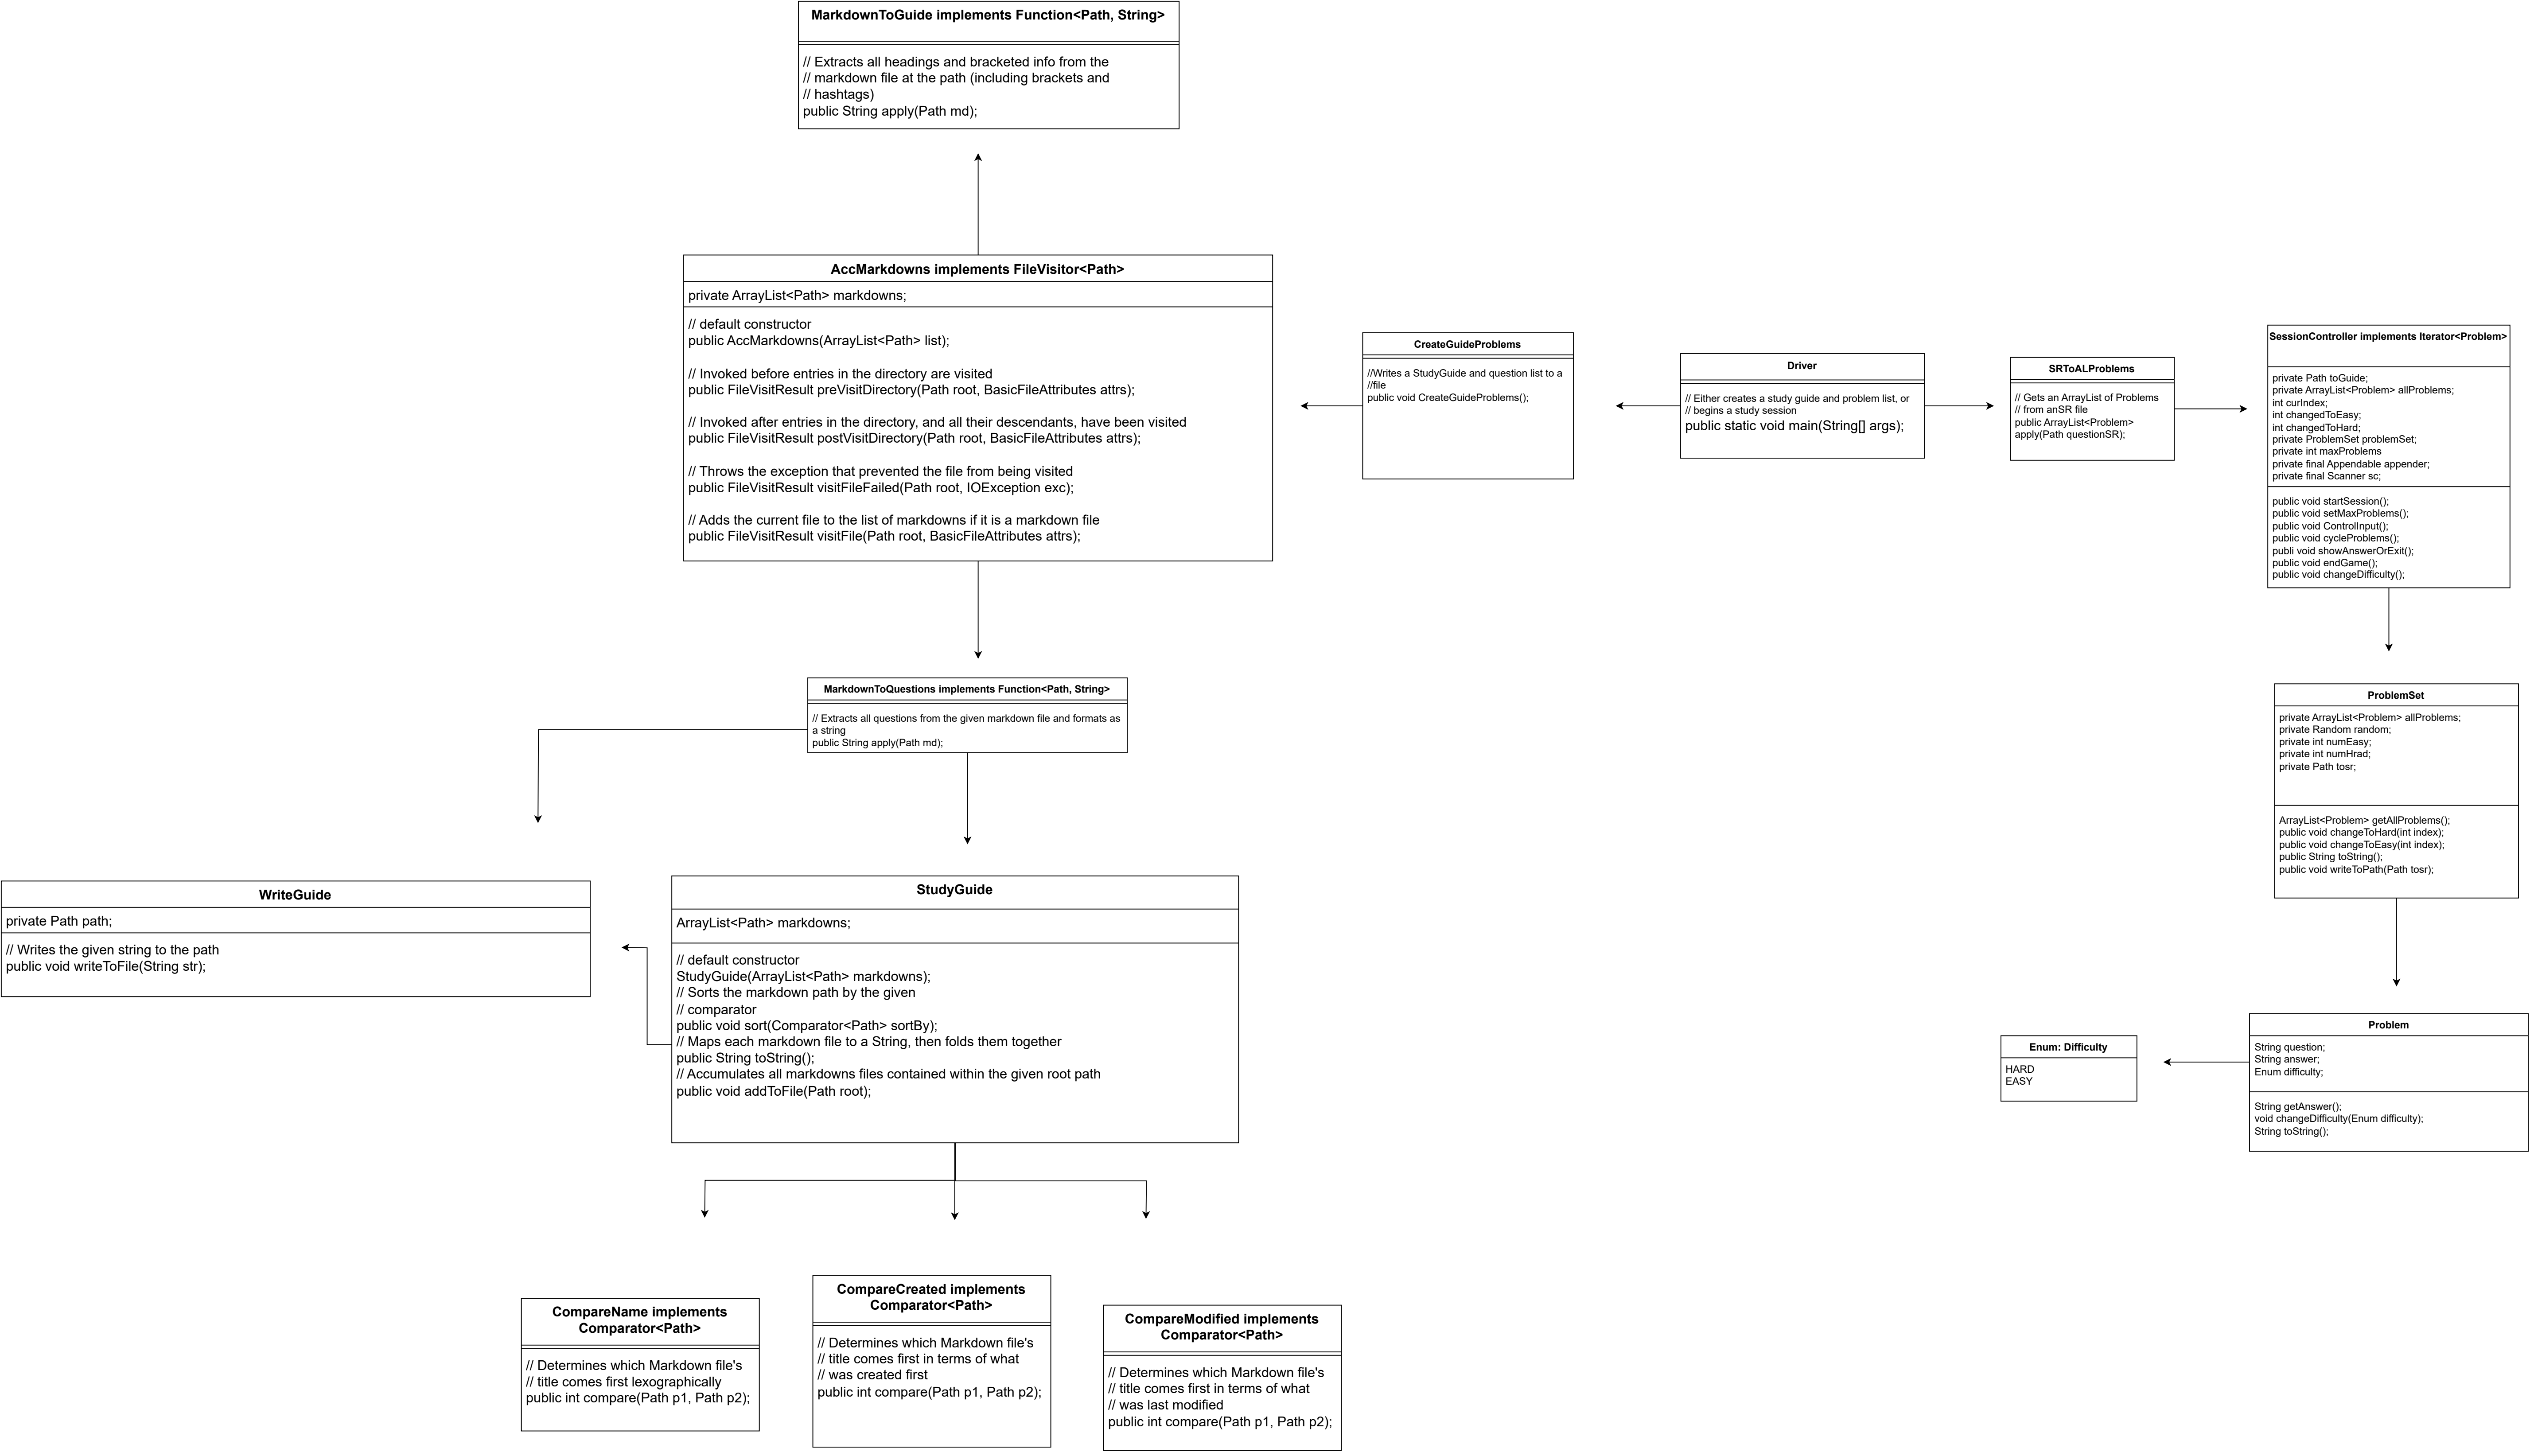 MarkdownToGuide implements Function<Path, String>
// Extracts all headings and bracketed info from the
// markdown file at the path (including brackets and
// hashtags)
public String apply(Path md);
AccMarkdowns implements FileVisitor<Path>
private ArrayList<Path> markdowns;
// default constructor
public AccMarkdowns(ArrayList<Path> list);
// Invoked before entries in the directory are visited
public FileVisitResult preVisitDirectory(Path root, BasicFileAttributes attrs);
// Invoked after entries in the directory, and all their descendants, have been visited
public FileVisitResult postVisitDirectory(Path root, BasicFileAttributes attrs);
// Throws the exception that prevented the file from being visited
public FileVisitResult visitFileFailed(Path root, IOException exc);
// Adds the current file to the list of markdowns if it is a markdown file
public FileVisitResult visitFile(Path root, BasicFileAttributes attrs);
CreateGuideProblems
//Writes a StudyGuide and question list to a
//file
public void CreateGuideProblems();
Driver
// Either creates a study guide and problem list, or
// begins a study session
public static void main(String[] args);
SRToALProblems
// Gets an ArrayList of Problems
// from anSR file
public ArrayList<Problem>
apply(Path questionSR);
SessionController implements Iterator<Problem>
private Path toGuide;
private ArrayList<Problem> allProblems;
int curIndex;
int changedToEasy;
int changedToHard;
private ProblemSet problemSet;
private int maxProblems
private final Appendable appender;
private final Scanner sc;
public void startSession();
public void setMaxProblems();
public void ControlInput();
public void cycleProblems();
publi void showAnswerOrExit();
public void endGame();
public void changeDifficulty();
MarkdownToQuestions implements Function<Path, String>
// Extracts all questions from the given markdown file and formats as
a string
public String apply(Path md);
ProblemSet
private ArrayList<Problem> allProblems;
private Random random;
private int numEasy;
private int numHrad;
private Path tosr;
ArrayList<Problem> getAllProblems();
public void changeToHard(int index);
public void changeToEasy(int index);
public String toString();
public void writeToPath(Path tosr);
WriteGuide
private Path path;
// Writes the given string to the path
public void writeToFile(String str);
StudyGuide
ArrayList<Path> markdowns;
// default constructor
StudyGuide(ArrayList<Path> markdowns);
// Sorts the markdown path by the given
// comparator
public void sort(Comparator<Path> sortBy);
// Maps each markdown file to a String, then folds them together
public String toString();
// Accumulates all markdowns files contained within the given root path
public void addToFile(Path root);
Enum: Difficulty
HARD
EASY
Problem
String question;
String answer;
Enum difficulty;
String getAnswer();
void changeDifficulty(Enum difficulty);
String toString();
CompareName implements
Comparator<Path>
// Determines which Markdown file's
// title comes first lexographically
public int compare(Path p1, Path p2);
CompareCreated implements
Comparator<Path>
// Determines which Markdown file's
// title comes first in terms of what
// was created first
public int compare(Path p1, Path p2);
CompareModified implements
Comparator<Path>
// Determines which Markdown file's
// title comes first in terms of what
// was last modified
public int compare(Path p1, Path p2);